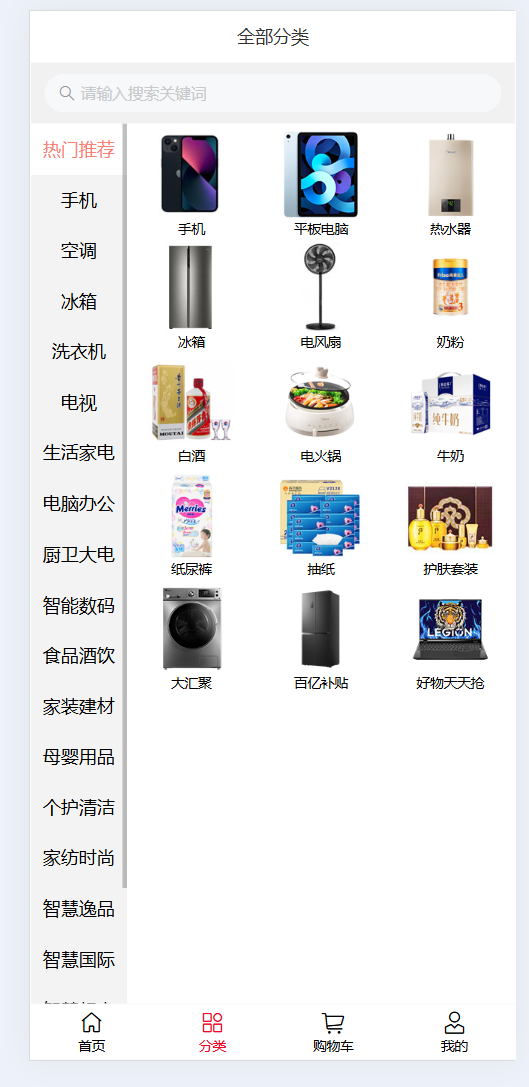 全部分类
请输入搜索关键词
热门推荐
手机
空调
冰箱
洗衣机
电视
生活家电
电脑办公
厨卫大电
智能数码
食品酒饮
家装建材
母婴用品
个护清洁
家纺时尚
智慧逸品
智慧国际
手机 平板电脑 热水器
冰箱 电风扇 奶粉
MOUTAI
白酒 电火锅
纯牛奶
牛奶
Merries
纸尿裤 抽纸 护肤套装
LEGION
大汇聚 百亿补贴 好物天天抢
首页 分类 购物车 我的